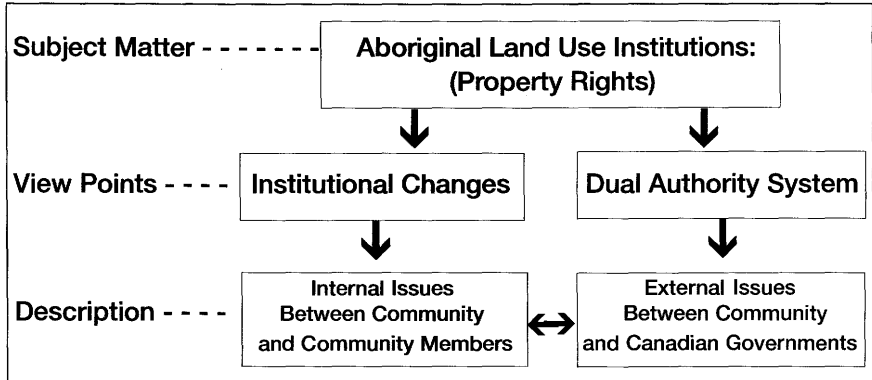 Subject Matter - - - - - - -
Aboriginal Land Use Institutions:
(Property Rights)
View Points - - - -
Institutional Changes
Dual Authority System
Description - - - -
Internal Issues
Between Community
and Community Members
External Issues
Between Community
and Canadian Governments